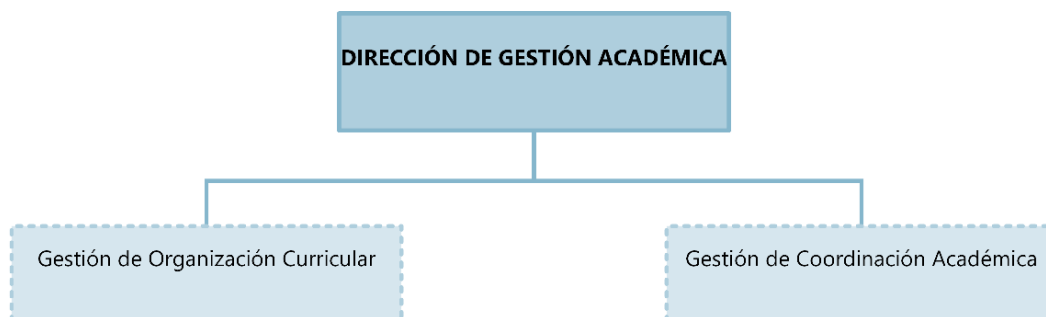 DIRECCIÓN DE GESTIÓN ACADÉMICA
Gestión de Organización Curricular
Gestión de Coordinación Académica